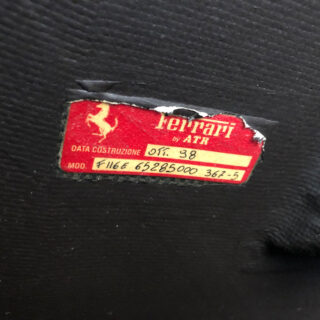 Ferrari
by ATR
DATA COSTRUZIONE OTT. 98
MOD. F116E 65285000 367-5